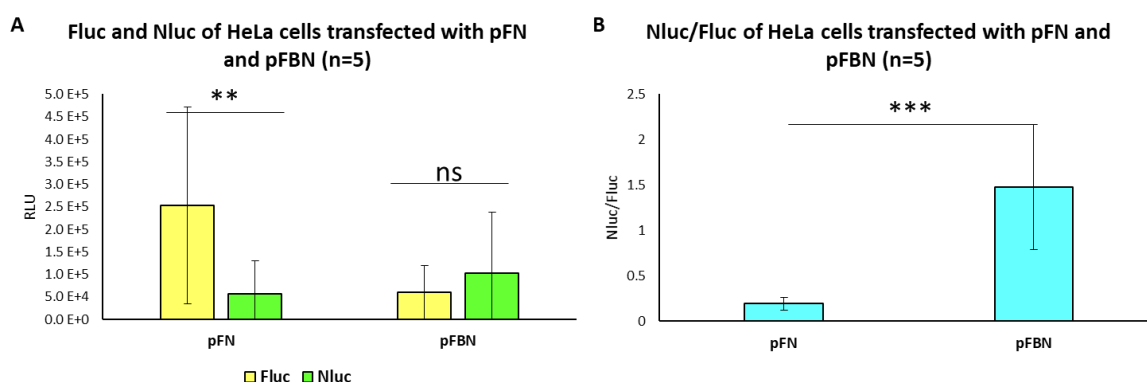 A
Fluc and Nluc of HeLa cells transfected with pFN
and pFBN (n=5)
5.0 E+5
4.5 E+5
4.0 E+5
3.5 E+5
3.0 E+5
2.5 E+5
2.0 E+5
1.5 E+5
1.0 E+5
5.0 E+4
0.0 E+0
RLU
**
ns
pFN
pFBN
Fluc
Nluc
B
Nluc/Fluc of HeLa cells transfected with pFN and
pFBN (n=5)
2.5
2
1.5
1
0.5
0
Nluc/Fluc
***
pFN
pFBN